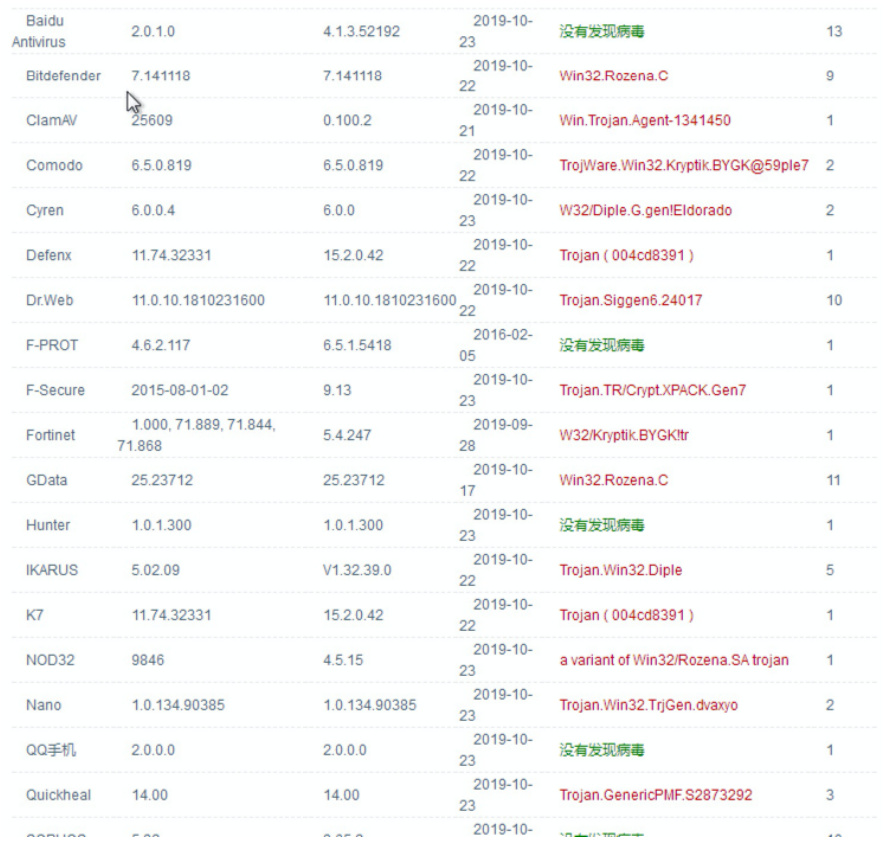 Baidu Antivirus 2.0.1.0 4.1.3.52192 2019-10-23 没有发现病毒 13
Bitdefender 7.141118 7.141118 2019-10-22 Win32.Rozena.C 9
ClamAV 25609 0.100.2 2019-10-21 Win.Trojan.Agent-1341450 1
Comodo 6.5.0.819 6.5.0.819 2019-10-22 TrojWare.Win32.Kryptik.BYGK@59ple7 2
Cyren 6.0.0.4 6.0.0 2019-10-23 W32/Diple.G.gen!Eldorado 2
Defenx 11.74.32331 15.2.0.42 2019-10-22 Trojan ( 004cd8391 ) 1
Dr.Web 11.0.10.1810231600 11.0.10.1810231600 2019-10-22 Trojan.Siggen6.24017 10
F-PROT 4.6.2.117 6.5.1.5418 2016-02-05 没有发现病毒 1
F-Secure 2015-08-01-02 9.13 2019-10-23 Trojan.TR/Crypt.XPACK.Gen7 1
Fortinet 1.000, 71.889, 71.844, 71.868 5.4.247 2019-09-28 W32/Kryptik.BYGK!tr 1
GData 25.23712 25.23712 2019-10-17 Win32.Rozena.C 11
Hunter 1.0.1.300 1.0.1.300 2019-10-23 没有发现病毒 1
IKARUS 5.02.09 V1.32.39.0 2019-10-22 Trojan.Win32.Diple 5
K7 11.74.32331 15.2.0.42 2019-10-22 Trojan ( 004cd8391 ) 1
NOD32 9846 4.5.15 2019-10-23 a variant of Win32/Rozena.SA trojan 1
Nano 1.0.134.90385 1.0.134.90385 2019-10-23 Trojan.Win32.TrjGen.dvaxyo 2
QQ手机 2.0.0.0 2.0.0.0 2019-10-23 没有发现病毒 1
Quickheal 14.00 14.00 2019-10-23 Trojan.GenericPMF.S2873292 3
2019-10-